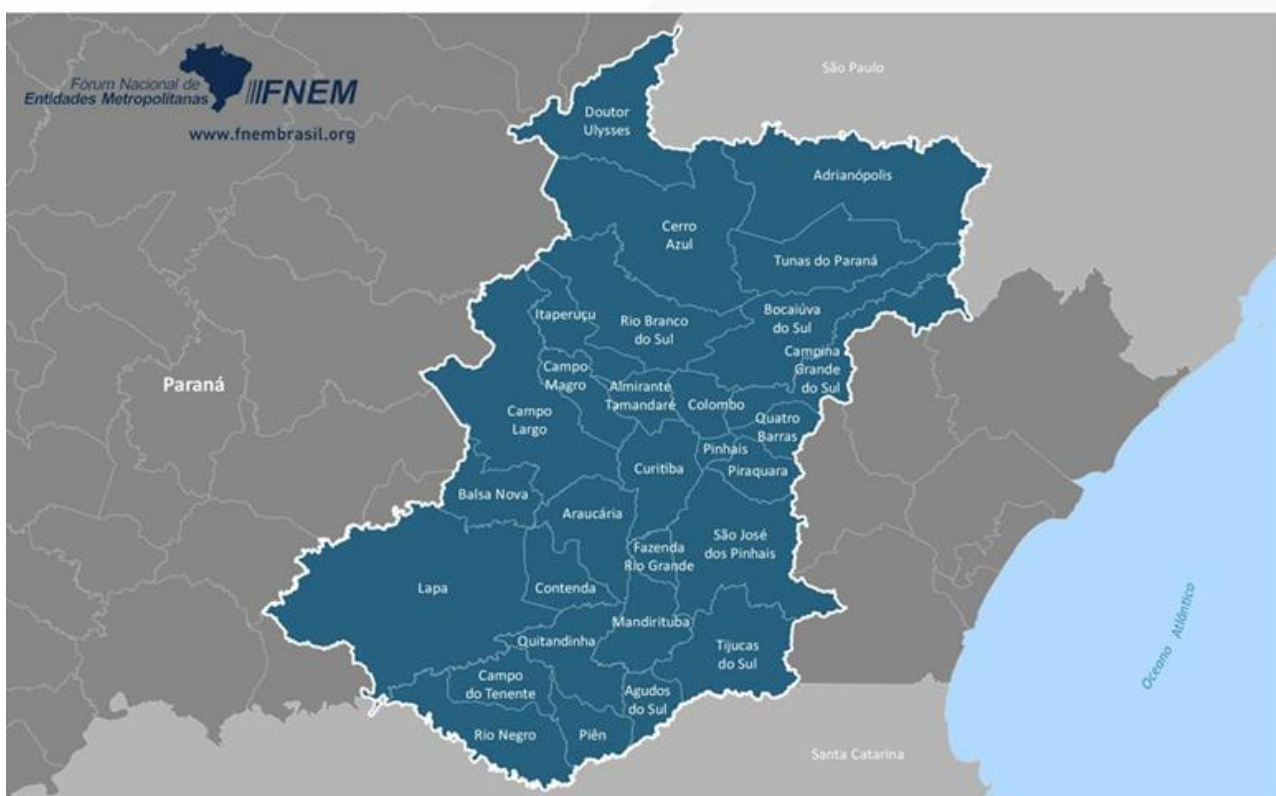 Fórum Nacional de
Entidades Metropolitanas
FNEM
www.fnembrasil.org
São Paulo
Doutor
Ulysses
Adrianópolis
Cerro
Azul
Tunas do Paraná
Itaperuçu
Rio Branco
do Sul
Bocaiúva
do Sul
Campina
Grande
do Sul
Paraná
Campo
Magro
Almirante
Tamandaré
Colombo
Quatro
Barras
Campo
Largo
Pinhais
Curitiba
Piraquara
Balsa Nova
Araucária
São José
dos Pinhais
Fazenda
Rio Grande
Lapa
Contenda
Mandirituba
Quitandinha
Tijucas
do Sul
Campo
do Tenente
Agudos
do Sul
Rio Negro
Piên
Santa Catarina
Oceano Atlântico